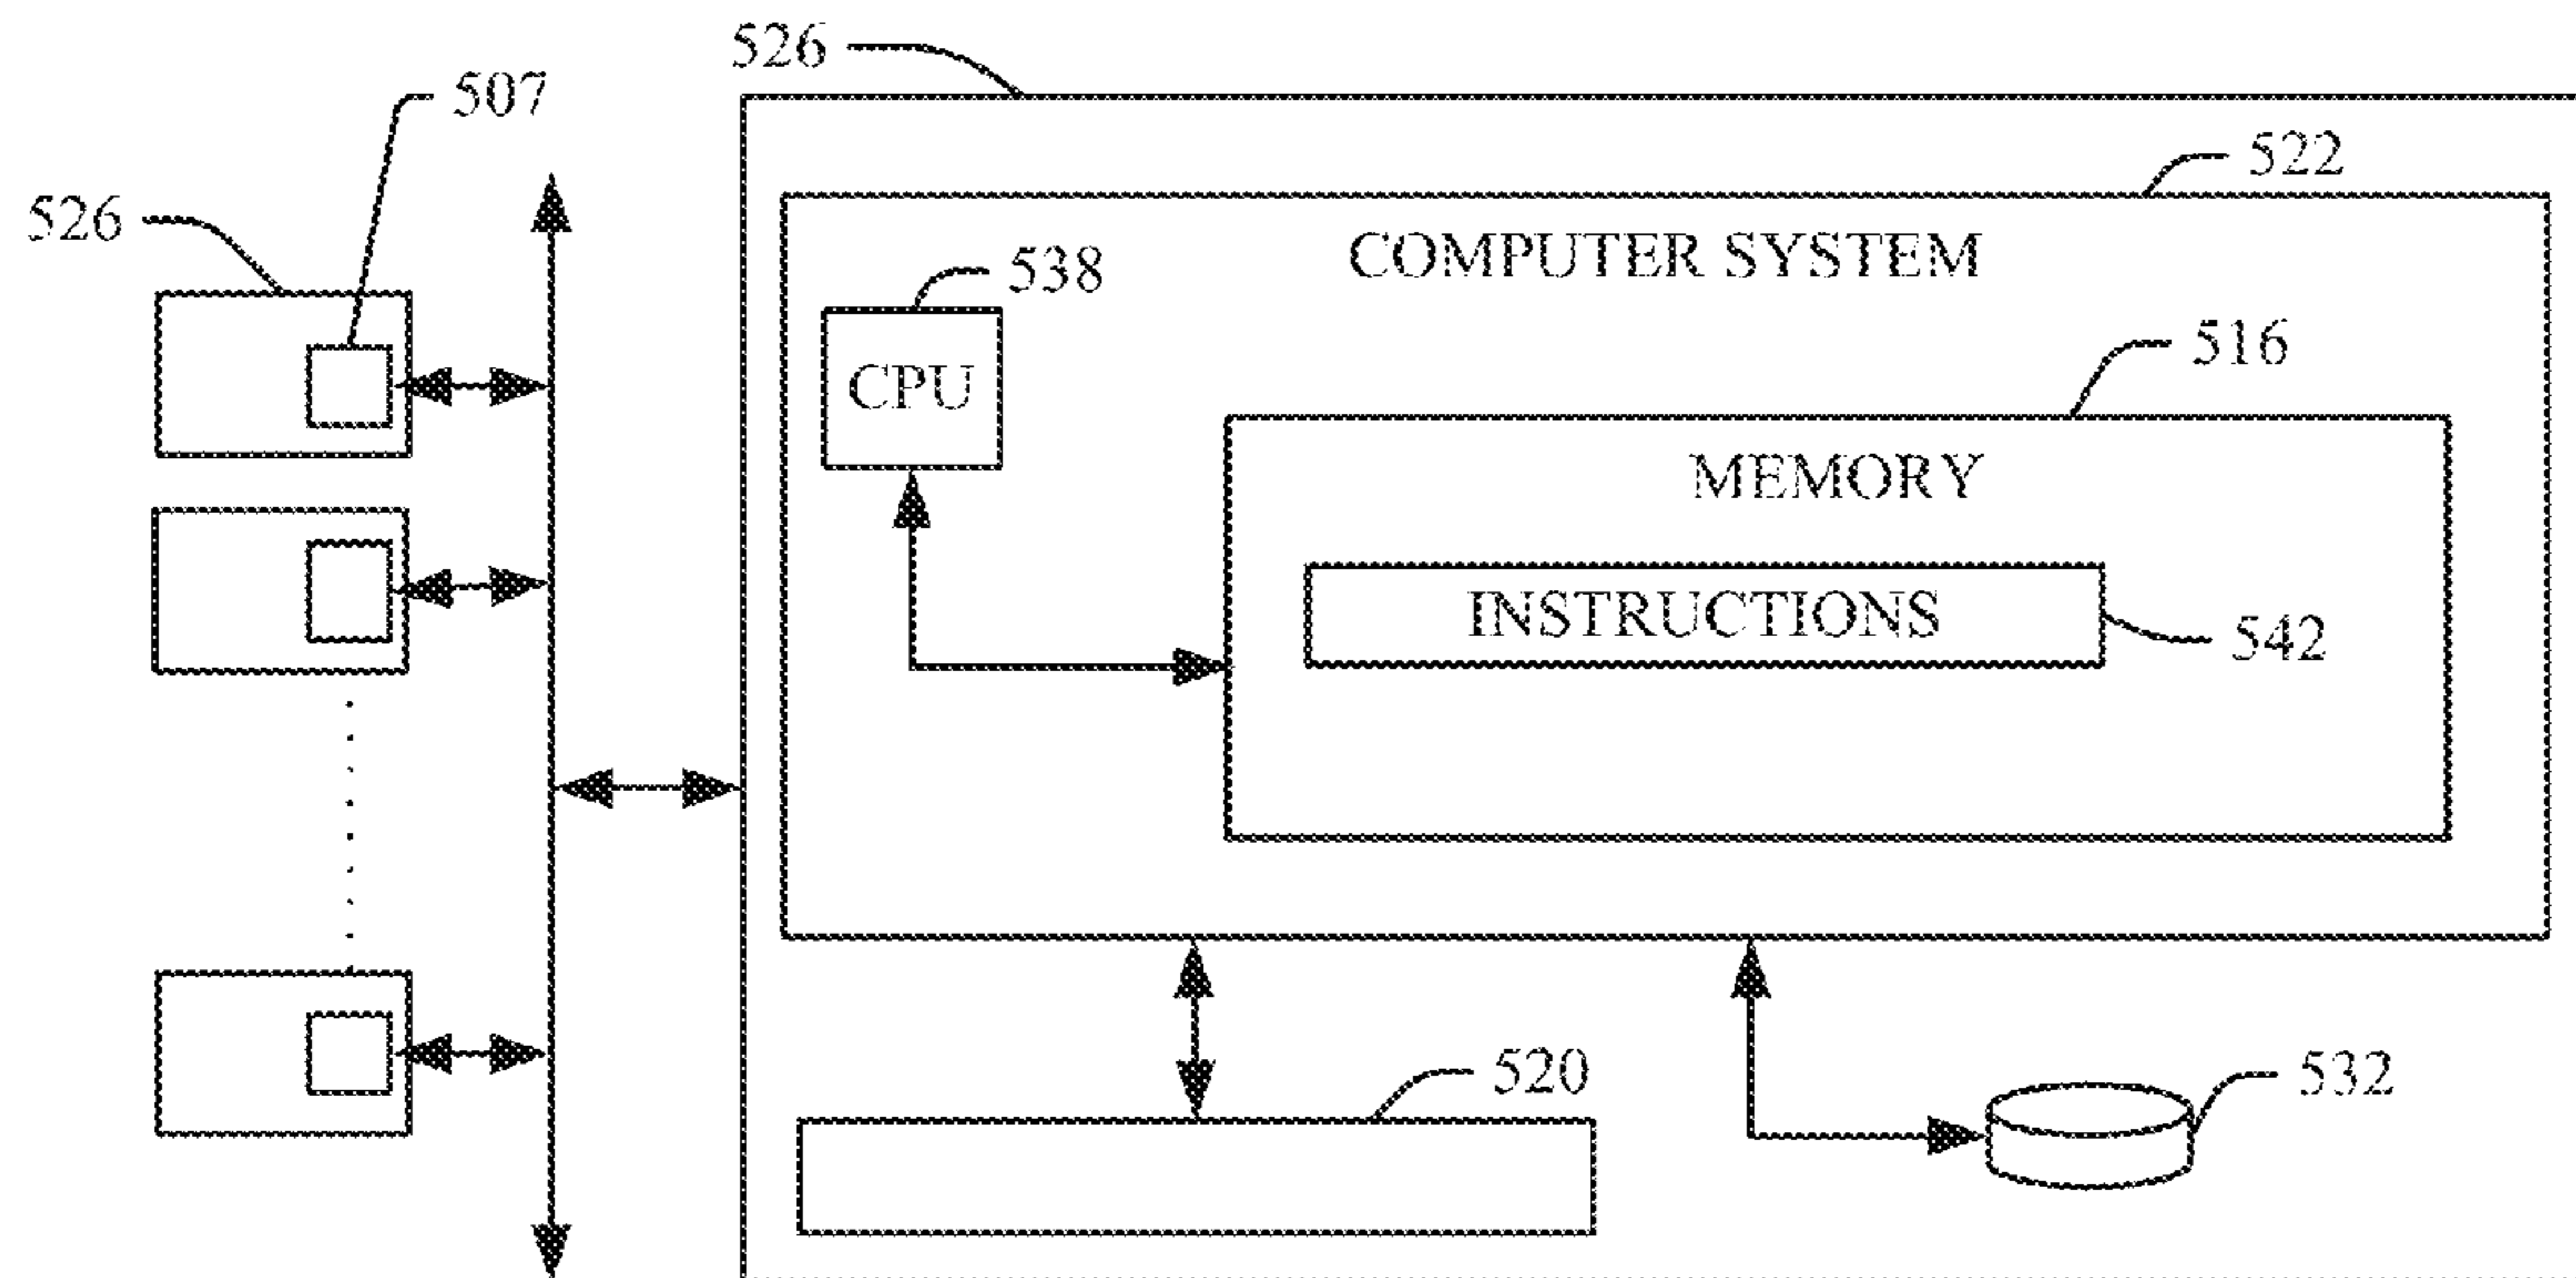 526
507
522
526
COMPUTER SYSTEM
538
516
CPU
MEMORY
INSTRUCTIONS
542
520
532